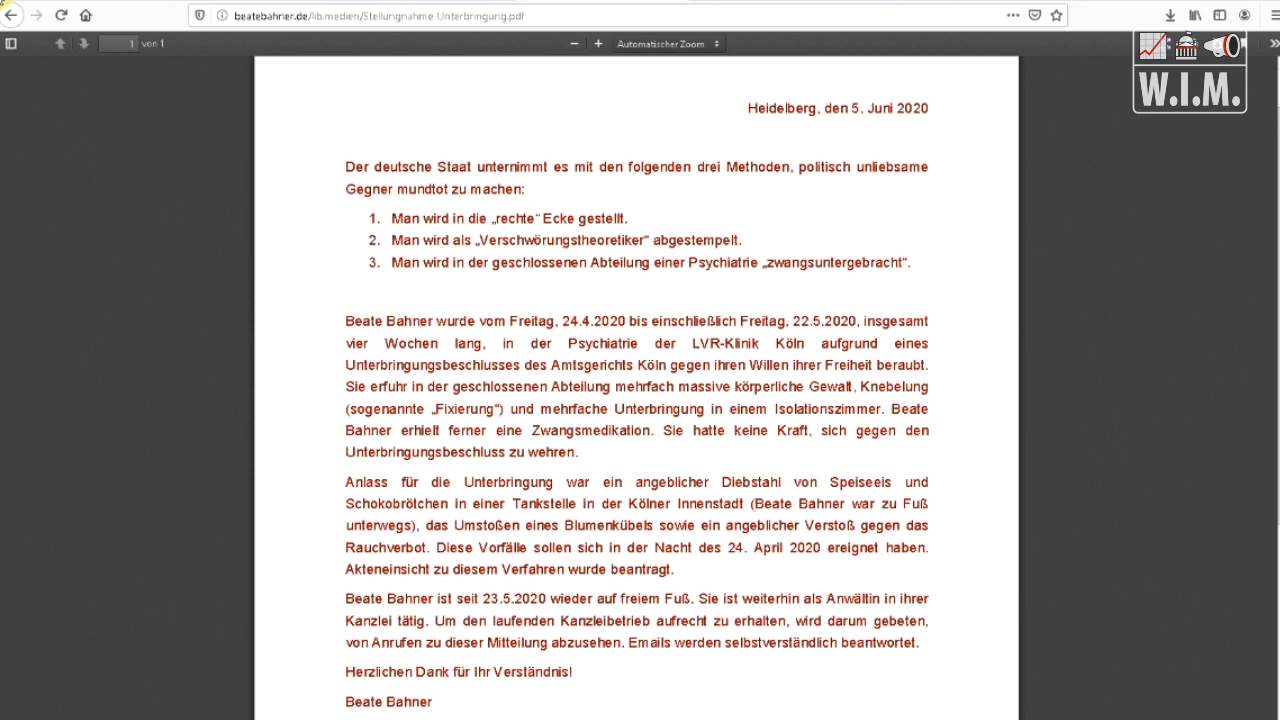 beatebahner.de/lib.medien/Stellungnahme Unterbringung.pdf
1 von 1
Automatischer Zoom
W.I.M.
Heidelberg, den 5. Juni 2020
Der deutsche Staat unternimmt es mit den folgenden drei Methoden, politisch unliebsame
Gegner mundtot zu machen:
1. Man wird in die „rechte“ Ecke gestellt.
2. Man wird als „Verschwörungstheoretiker“ abgestempelt.
3. Man wird in der geschlossenen Abteilung einer Psychiatrie „zwangsuntergebracht“.
Beate Bahner wurde vom Freitag, 24.4.2020 bis einschließlich Freitag, 22.5.2020, insgesamt
vier Wochen lang, in der Psychiatrie der LVR-Klinik Köln aufgrund eines
Unterbringungsbeschlusses des Amtsgerichts Köln gegen ihren Willen ihrer Freiheit beraubt.
Sie erfuhr in der geschlossenen Abteilung mehrfach massive körperliche Gewalt, Knebelung
(sogenannte „Fixierung“) und mehrfache Unterbringung in einem Isolationszimmer. Beate
Bahner erhielt ferner eine Zwangsmedikation. Sie hatte keine Kraft, sich gegen den
Unterbringungsbeschluss zu wehren.
Anlass für die Unterbringung war ein angeblicher Diebstahl von Speiseeis und
Schokobrötchen in einer Tankstelle in der Kölner Innenstadt (Beate Bahner war zu Fuß
unterwegs), das Umstoßen eines Blumenkübels sowie ein angeblicher Verstoß gegen das
Rauchverbot. Diese Vorfälle sollen sich in der Nacht des 24. April 2020 ereignet haben.
Akteneinsicht zu diesem Verfahren wurde beantragt.
Beate Bahner ist seit 23.5.2020 wieder auf freiem Fuß. Sie ist weiterhin als Anwältin in ihrer
Kanzlei tätig. Um den laufenden Kanzleibetrieb aufrecht zu erhalten, wird darum gebeten,
von Anrufen zu dieser Mitteilung abzusehen. Emails werden selbstverständlich beantwortet.
Herzlichen Dank für Ihr Verständnis!
Beate Bahner